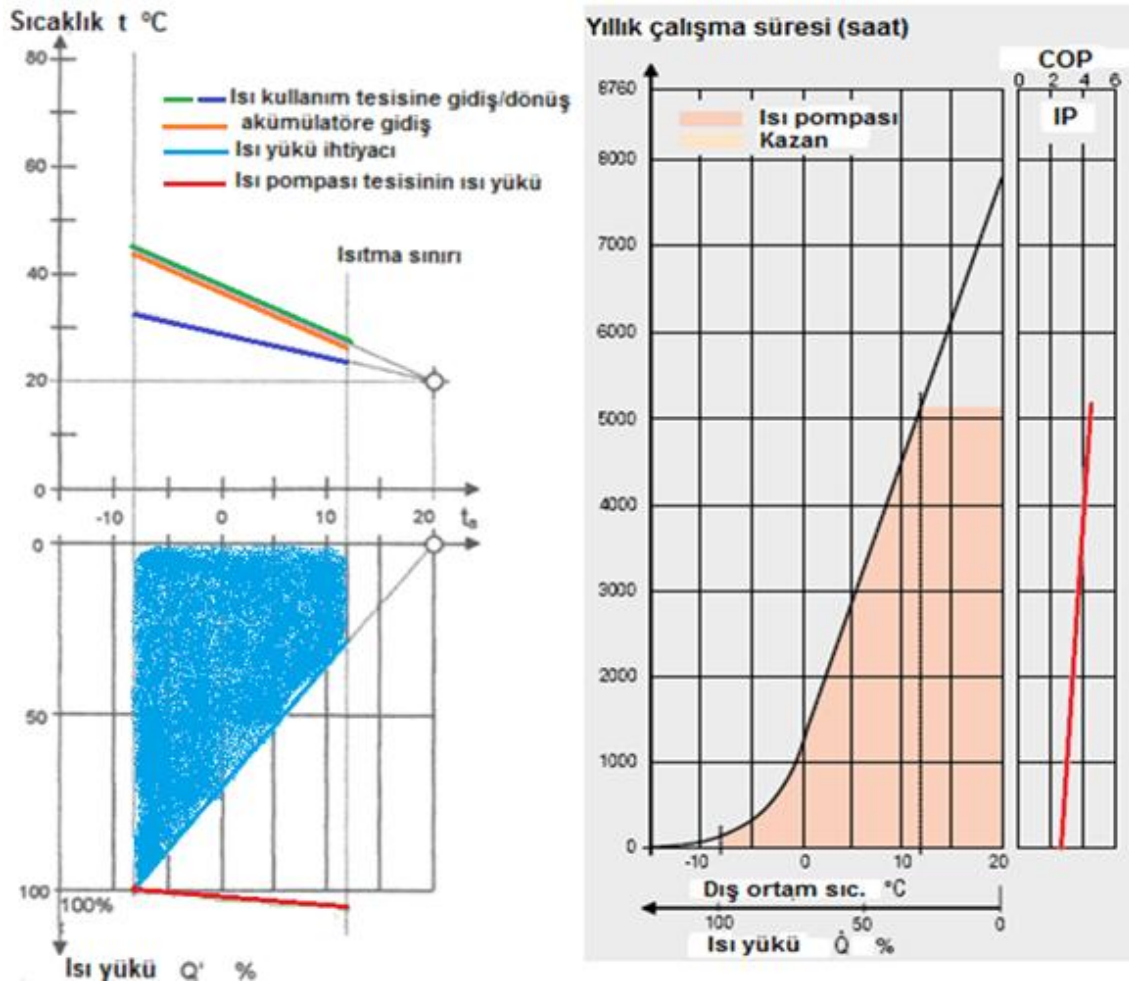 Sıcaklık t °C
80
60
40
20
0
Isı kullanım tesisine gidiş/dönüş
akümülatöre gidiş
Isı yükü ihtiyacı
Isı pompası tesisinin ısı yükü
Isıtma sınırı
-10 0 10 20 ta
0
50
100
100%
Isı yükü Q' %
Yıllık çalışma süresi (saat)
COP
0 2 4 6
IP
8760
8000
7000
6000
5000
4000
3000
2000
1000
0
Isı pompası
Kazan
-10 0 10 20
Dış ortam sıc. °C
100 50 0
Isı yükü Q̇ %